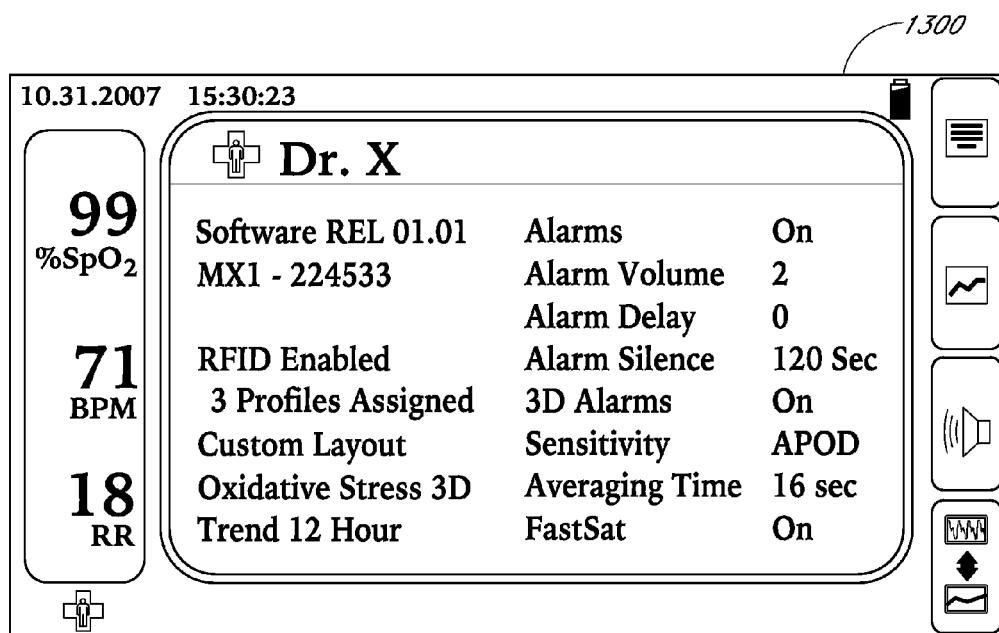 1300
10.31.2007 15:30:23
99
%SpO₂
71
BPM
18
RR
Dr. X
Software REL 01.01
MX1 - 224533
RFID Enabled
3 Profiles Assigned
Custom Layout
Oxidative Stress 3D
Trend 12 Hour
Alarms On
Alarm Volume 2
Alarm Delay 0
Alarm Silence 120 Sec
3D Alarms On
Sensitivity APOD
Averaging Time 16 sec
FastSat On